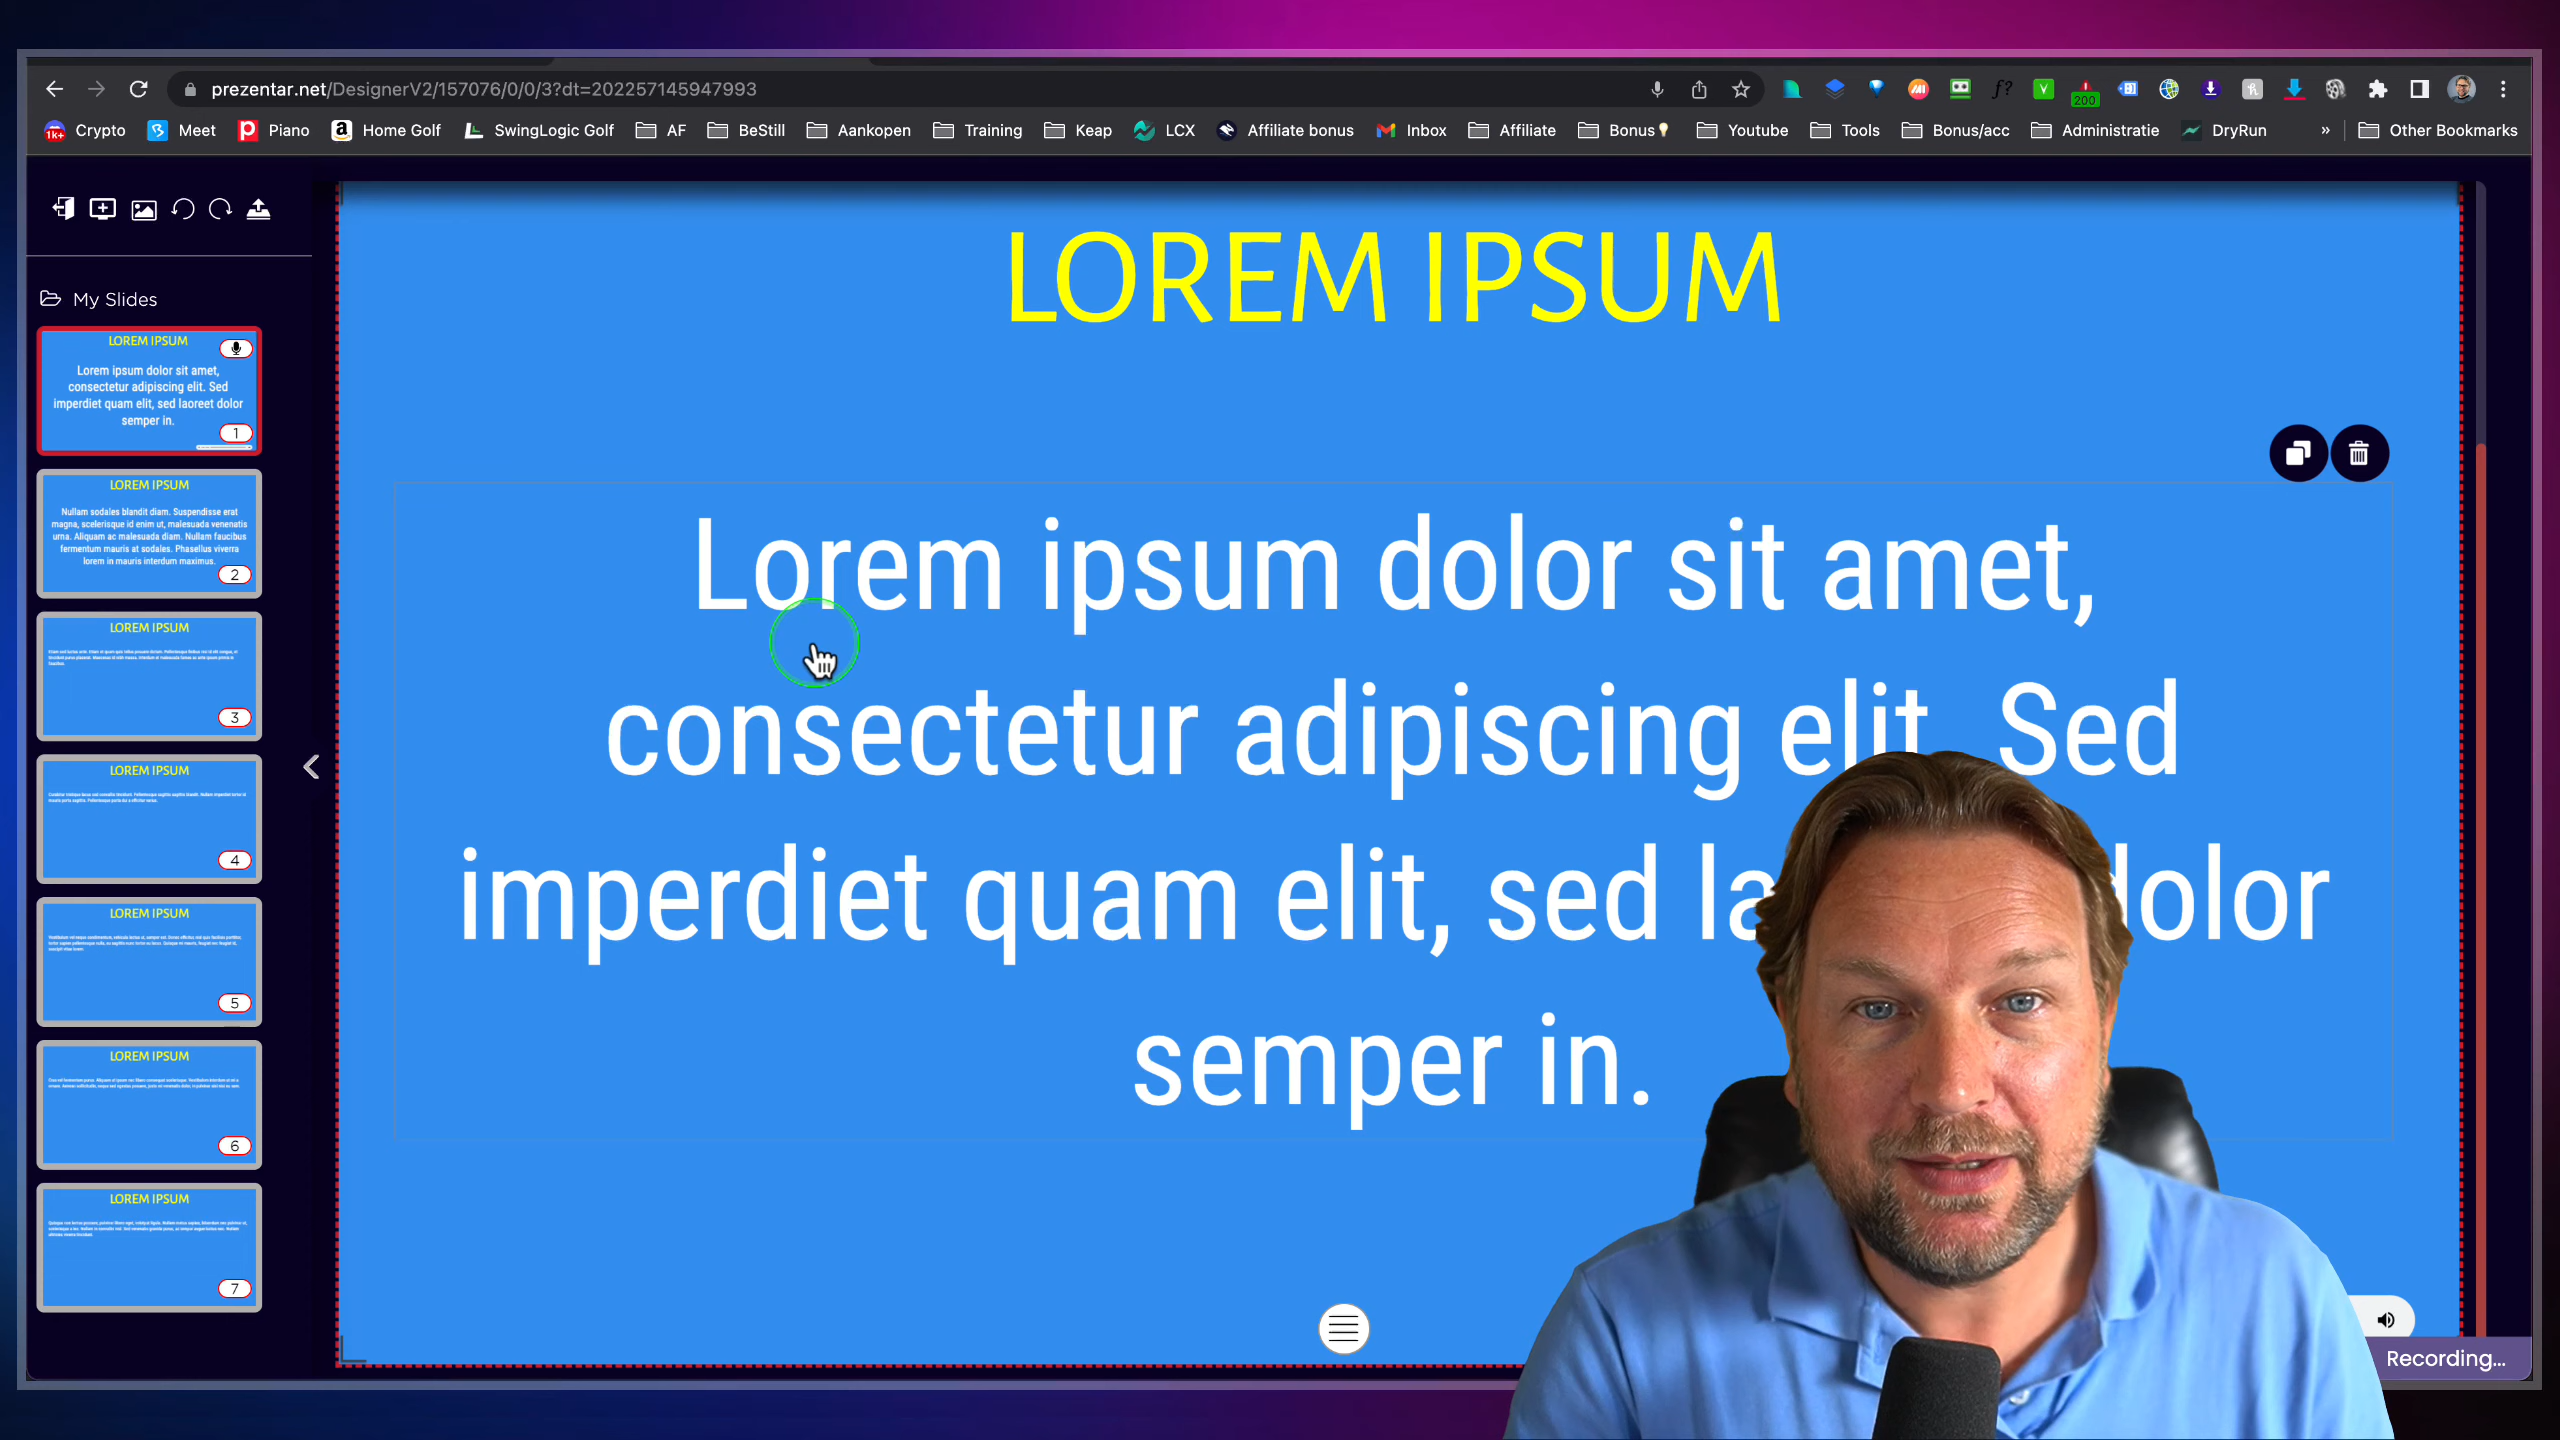 prezentar.net/DesignerV2/157076/0/0/3?dt=202257145947993
200
1K+ Crypto Meet Piano Home Golf SwingLogic Golf AF BeStill Aankopen Training Keap LCX Affiliate bonus Inbox Affiliate Bonus Youtube Tools Bonus/acc Administratie DryRun » Other Bookmarks
My Slides
LOREM IPSUM
Lorem ipsum dolor sit amet,
consectetur adipiscing elit. Sed
imperdiet quam elit, sed laoreet dolor
semper in.
1
LOREM IPSUM
Nullam sodales blandit diam. Suspendisse erat
magna, scelerisque id enim ut, malesuada venenatis
urna. Aliquam ac malesuada diam. Nullam faucibus
fermentum mauris at sodales. Phasellus viverra
lorem in mauris interdum maximus.
2
LOREM IPSUM
3
LOREM IPSUM
4
LOREM IPSUM
5
LOREM IPSUM
6
LOREM IPSUM
7
LOREM IPSUM
Lorem ipsum dolor sit amet,
consectetur adipiscing elit. Sed
imperdiet quam elit, sed la dolor
semper in.
Recording...